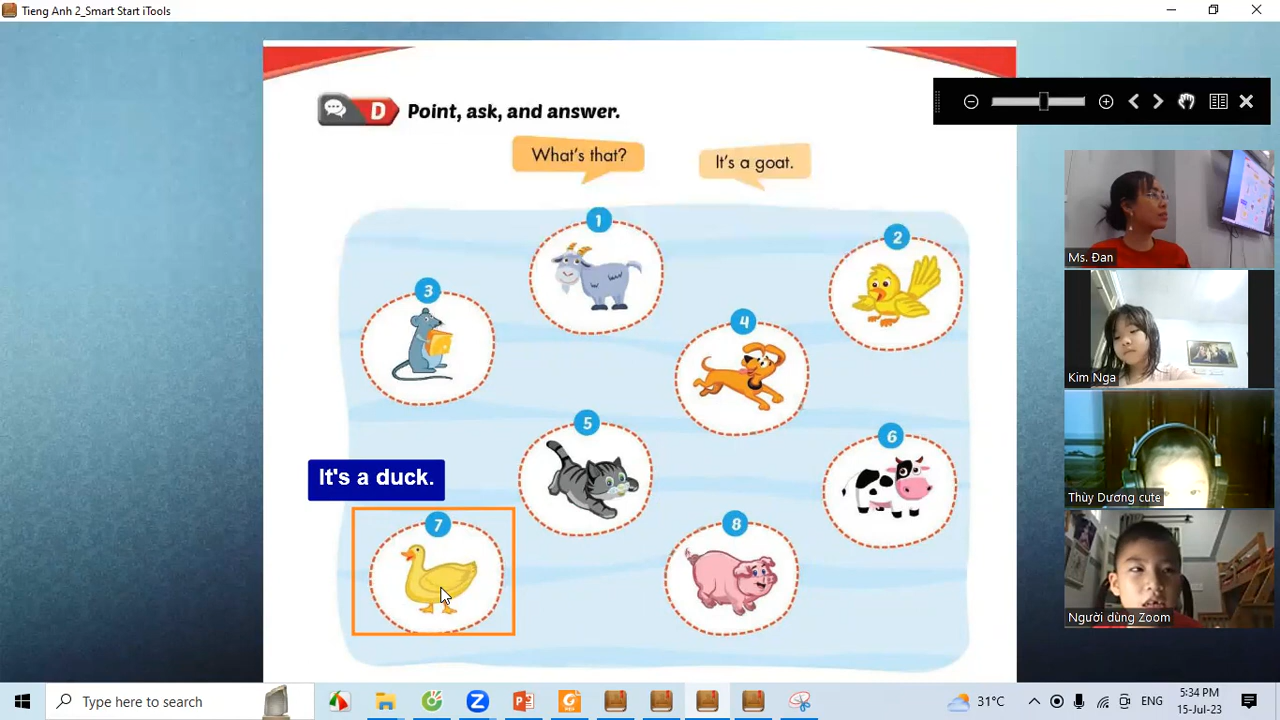 Tieng Anh 2_Smart Start iTools
D Point, ask, and answer.
What's that?
It's a goat.
1
2
3
4
5
6
It's a duck.
7
8
Ms. Đan
Kim Nga
Thùy Dương cute
Người dùng Zoom
Type here to search
31°C
ENG
5:34 PM
15-Jul-23